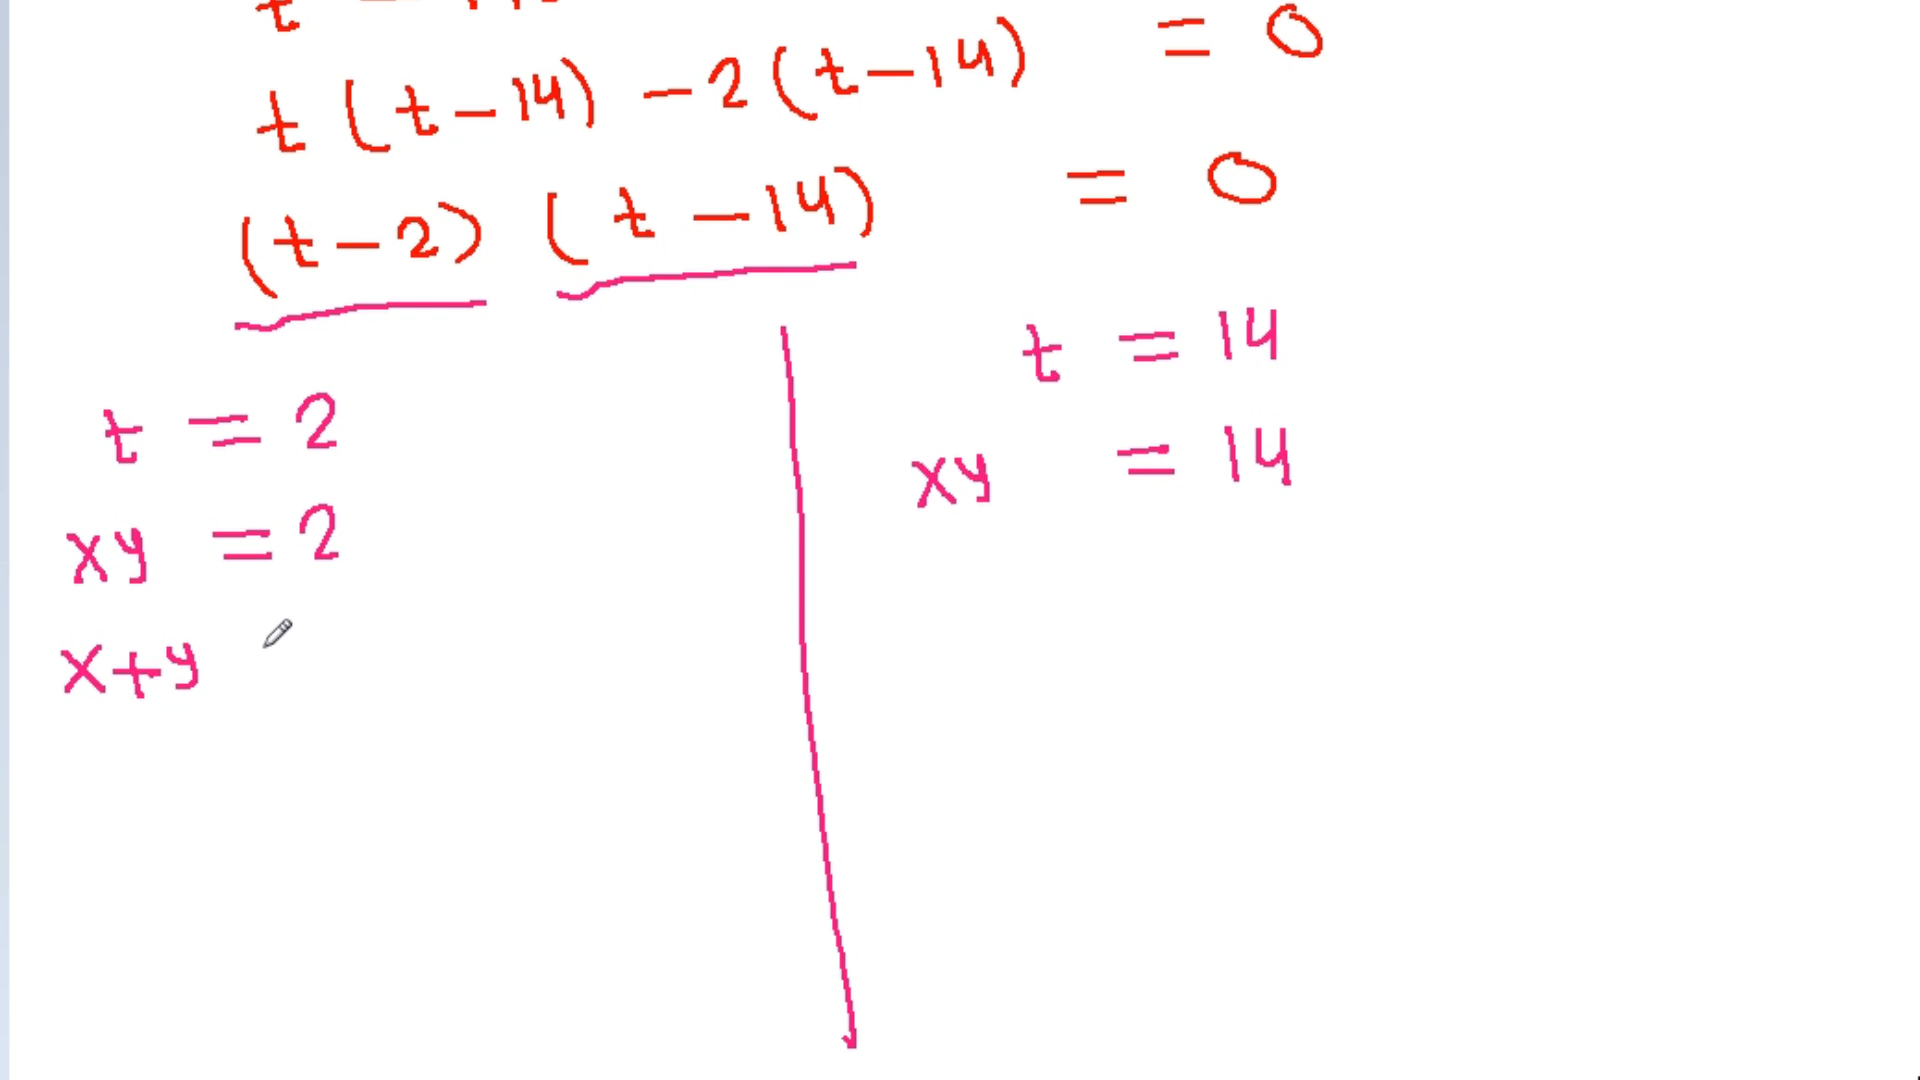 t(t-14)-2(t-14) = 0
(t-2)(t-14) = 0
t = 2
xy = 2
x+y
t = 14
xy = 14